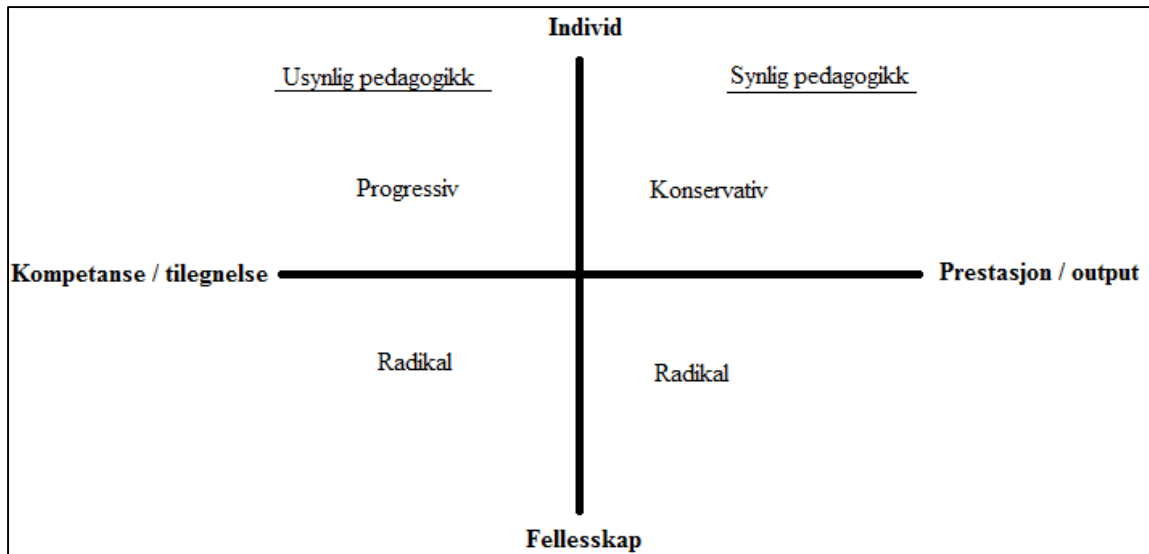 Individ
Usynlig pedagogikk
Synlig pedagogikk
Progressiv
Konservativ
Kompetanse / tilegnelse
Prestasjon / output
Radikal
Radikal
Fellesskap